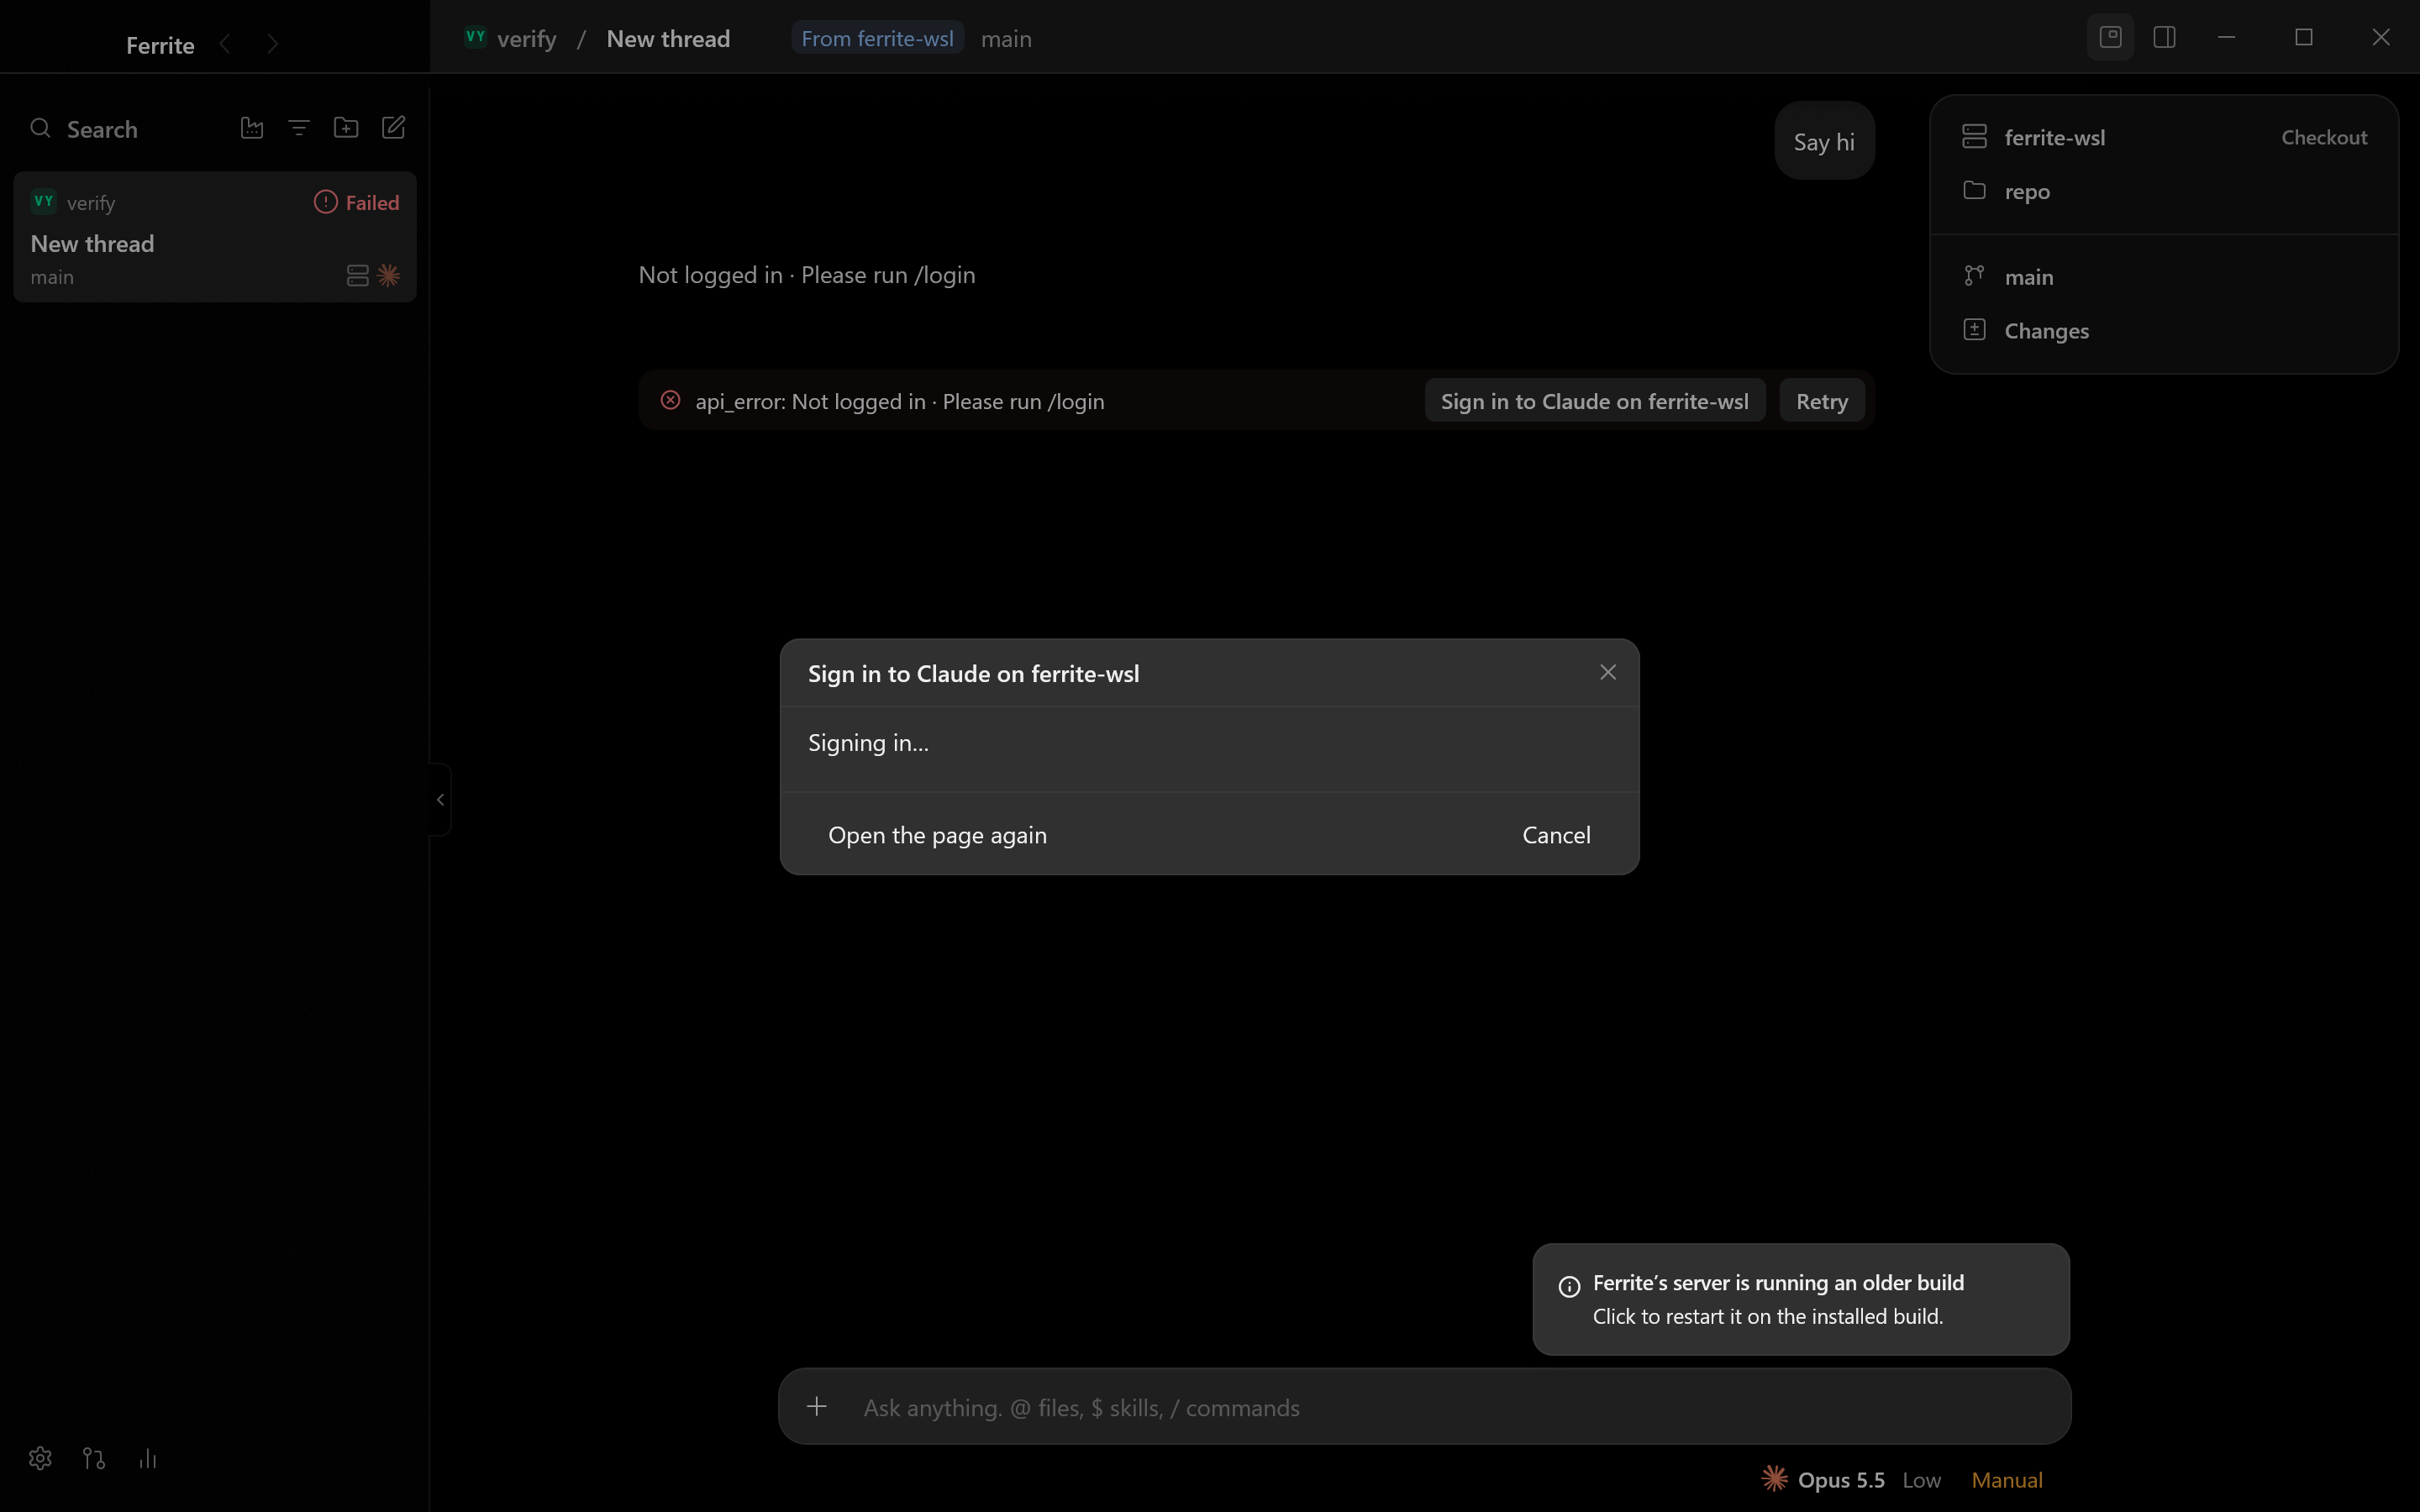 Ferrite
VY verify / New thread From ferrite-wsl main
Search
VY verify Failed
New thread
main
Say hi
Not logged in · Please run /login
api_error: Not logged in · Please run /login Sign in to Claude on ferrite-wsl Retry
ferrite-wsl Checkout
repo
main
Changes
Sign in to Claude on ferrite-wsl
Signing in...
Open the page again Cancel
Ferrite's server is running an older build
Click to restart it on the installed build.
Ask anything. @ files, $ skills, / commands
Opus 5.5 Low Manual